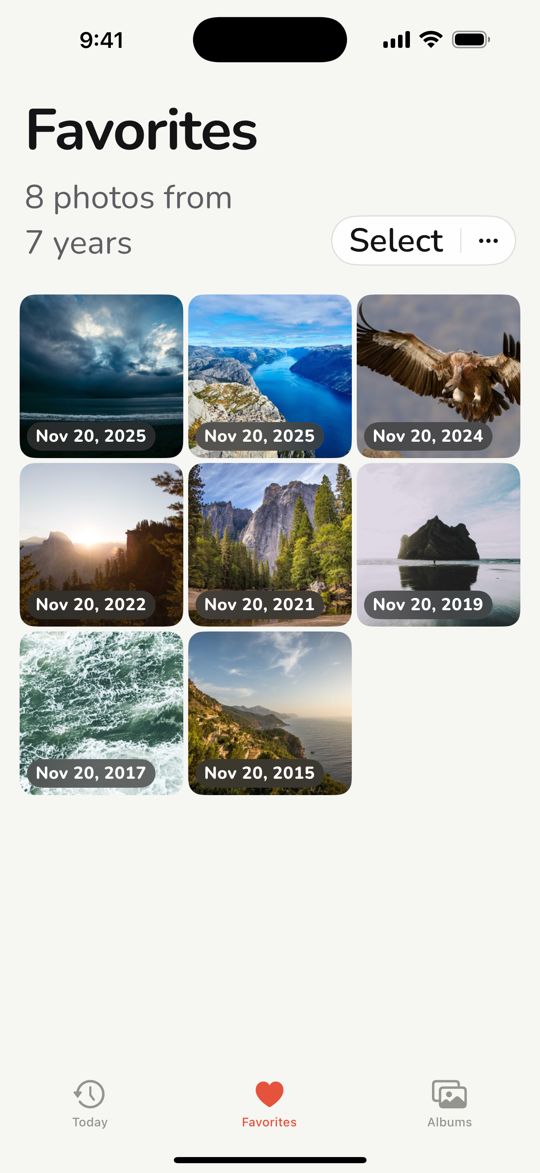 9:41
Favorites
8 photos from
7 years
Select
Nov 20, 2025
Nov 20, 2025
Nov 20, 2024
Nov 20, 2022
Nov 20, 2021
Nov 20, 2019
Nov 20, 2017
Nov 20, 2015
Today
Favorites
Albums